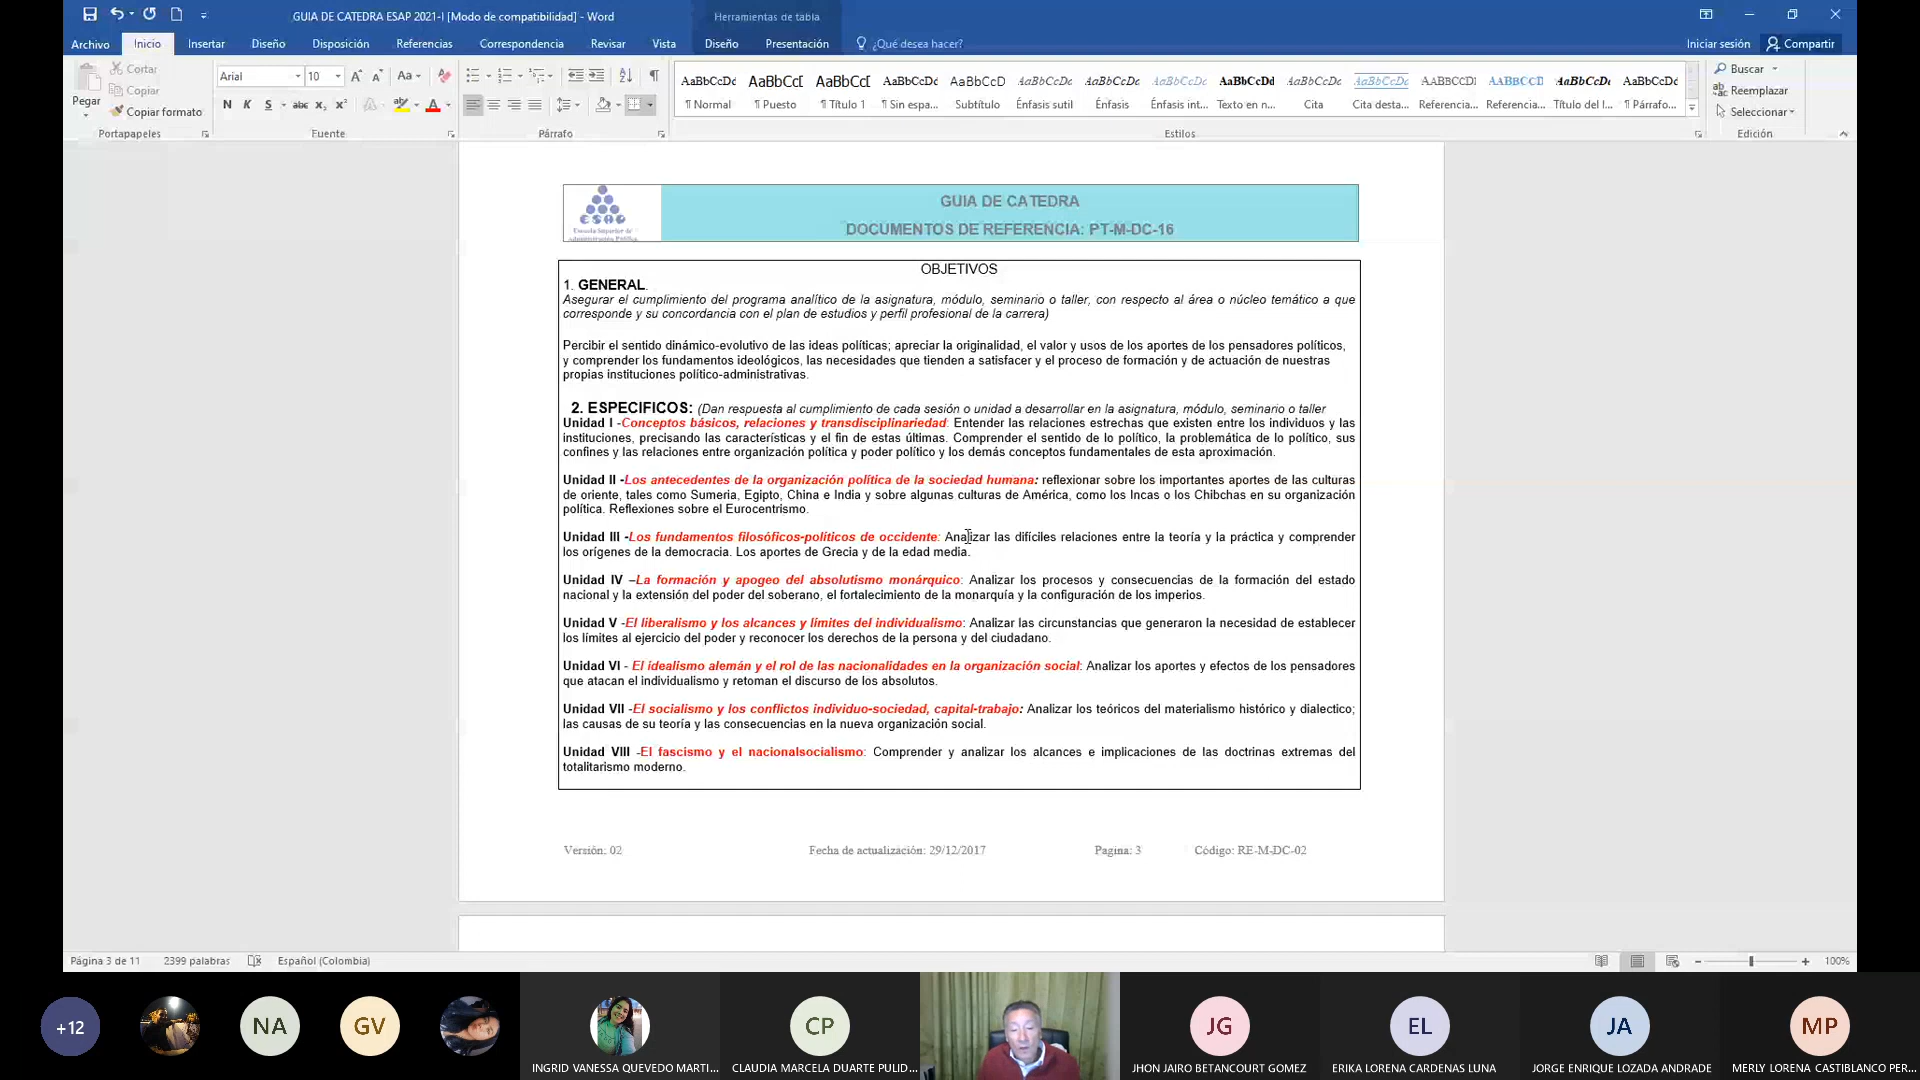 GUIA DE CATEDRA ESAP 2021-I [Modo de compatibilidad] - Word
Herramientas de tabla
Archivo
Inicio
Insertar
Diseño
Disposición
Referencias
Correspondencia
Revisar
Vista
Diseño
Presentación
¿Qué desea hacer?
Iniciar sesión
Compartir
Pegar
Cortar
Copiar
Copiar formato
Portapapeles
Arial
10
Aa
N K S abc x₂ x²
Fuente
Párrafo
AaBbCcDc AaBbC AaBbC AaBbCcDc AaBbCcD AaBbCcDc AaBbCcDc AaBbCcDc AaBbCcDd AaBbCcDc AaBbCcDc AABBCCDI AABBCCD AaBbCcDc AaBbCcDc
¶ Normal ¶ Puesto ¶ Título 1 ¶ Sin espa... Subtítulo Énfasis sutil Énfasis Énfasis int... Texto en n... Cita Cita desta... Referencia... Referencia... Título del l... ¶ Párrafo...
Estilos
Buscar
Reemplazar
Seleccionar
Edición
ESAP
Escuela Superior de
Administración Pública
GUIA DE CATEDRA
DOCUMENTOS DE REFERENCIA: PT-M-DC-16
OBJETIVOS
1. GENERAL.
Asegurar el cumplimiento del programa analítico de la asignatura, módulo, seminario o taller, con respecto al área o núcleo temático a que
corresponde y su concordancia con el plan de estudios y perfil profesional de la carrera)
Percibir el sentido dinámico-evolutivo de las ideas políticas; apreciar la originalidad, el valor y usos de los aportes de los pensadores políticos,
y comprender los fundamentos ideológicos, las necesidades que tienden a satisfacer y el proceso de formación y de actuación de nuestras
propias instituciones político-administrativas.
2. ESPECIFICOS: (Dan respuesta al cumplimiento de cada sesión o unidad a desarrollar en la asignatura, módulo, seminario o taller
Unidad I -Conceptos básicos, relaciones y transdisciplinariedad: Entender las relaciones estrechas que existen entre los individuos y las
instituciones, precisando las características y el fin de estas últimas. Comprender el sentido de lo político, la problemática de lo político, sus
confines y las relaciones entre organización política y poder político y los demás conceptos fundamentales de esta aproximación.
Unidad II -Los antecedentes de la organización política de la sociedad humana: reflexionar sobre los importantes aportes de las culturas
de oriente, tales como Sumeria, Egipto, China e India y sobre algunas culturas de América, como los Incas o los Chibchas en su organización
política. Reflexiones sobre el Eurocentrismo.
Unidad III -Los fundamentos filosóficos-políticos de occidente: Analizar las difíciles relaciones entre la teoría y la práctica y comprender
los orígenes de la democracia. Los aportes de Grecia y de la edad media.
Unidad IV –La formación y apogeo del absolutismo monárquico: Analizar los procesos y consecuencias de la formación del estado
nacional y la extensión del poder del soberano, el fortalecimiento de la monarquía y la configuración de los imperios.
Unidad V -El liberalismo y los alcances y límites del individualismo: Analizar las circunstancias que generaron la necesidad de establecer
los límites al ejercicio del poder y reconocer los derechos de la persona y del ciudadano.
Unidad VI - El idealismo alemán y el rol de las nacionalidades en la organización social: Analizar los aportes y efectos de los pensadores
que atacan el individualismo y retoman el discurso de los absolutos.
Unidad VII -El socialismo y los conflictos individuo-sociedad, capital-trabajo: Analizar los teóricos del materialismo histórico y dialectico;
las causas de su teoría y las consecuencias en la nueva organización social.
Unidad VIII -El fascismo y el nacionalsocialismo: Comprender y analizar los alcances e implicaciones de las doctrinas extremas del
totalitarismo moderno.
Versión: 02 Fecha de actualización: 29/12/2017 Pagina: 3 Código: RE-M-DC-02
Página 3 de 11 2399 palabras Español (Colombia) 100%
+12
NA
GV
CP
JG
EL
JA
MP
INGRID VANESSA QUEVEDO MARTI...
CLAUDIA MARCELA DUARTE PULID...
JHON JAIRO BETANCOURT GOMEZ
ERIKA LORENA CARDENAS LUNA
JORGE ENRIQUE LOZADA ANDRADE
MERLY LORENA CASTIBLANCO PER...